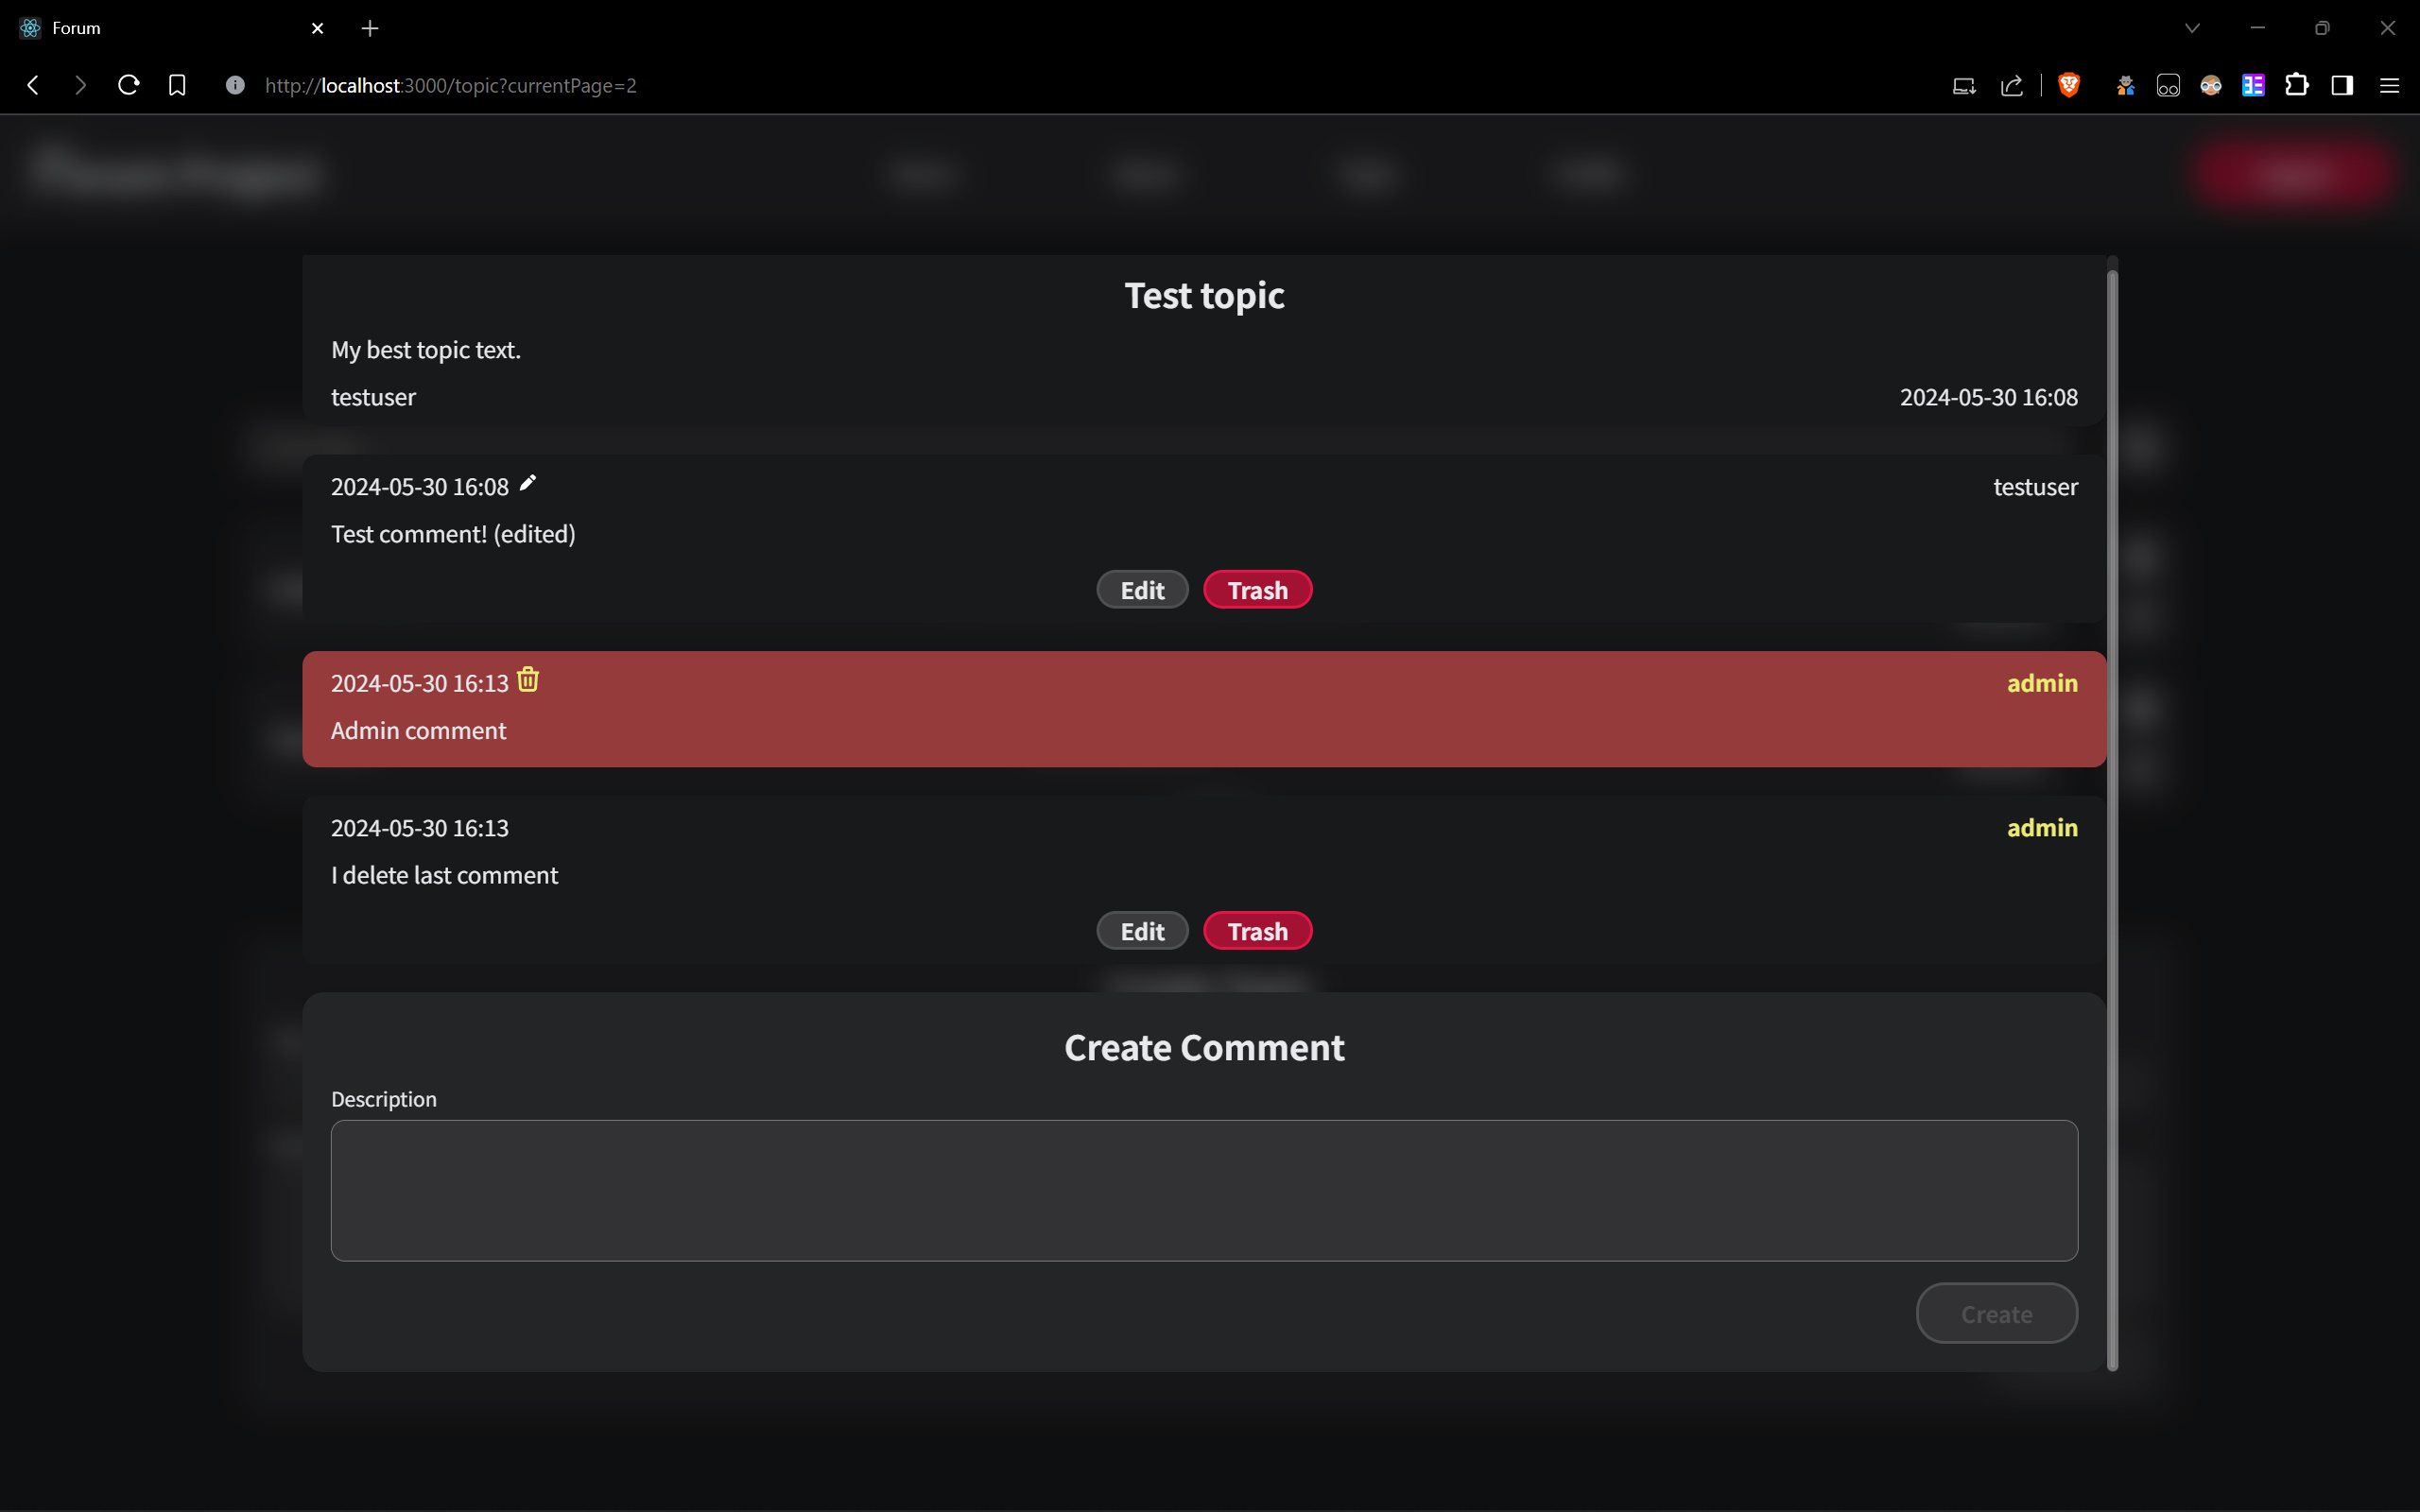 Forum
http://localhost:3000/topic?currentPage=2
Test topic
My best topic text.
testuser 2024-05-30 16:08
2024-05-30 16:08 testuser
Test comment! (edited)
Edit Trash
2024-05-30 16:13 admin
Admin comment
2024-05-30 16:13 admin
I delete last comment
Edit Trash
Create Comment
Description
Create